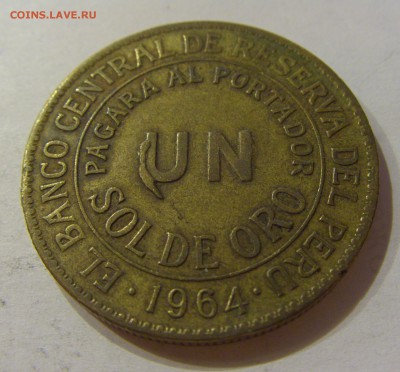 COINS.LAVE.RU
EL BANCO CENTRAL DE RESERVA DEL PERU
PAGARA AL PORTADOR
UN
SOL DE ORO
· 1964 ·